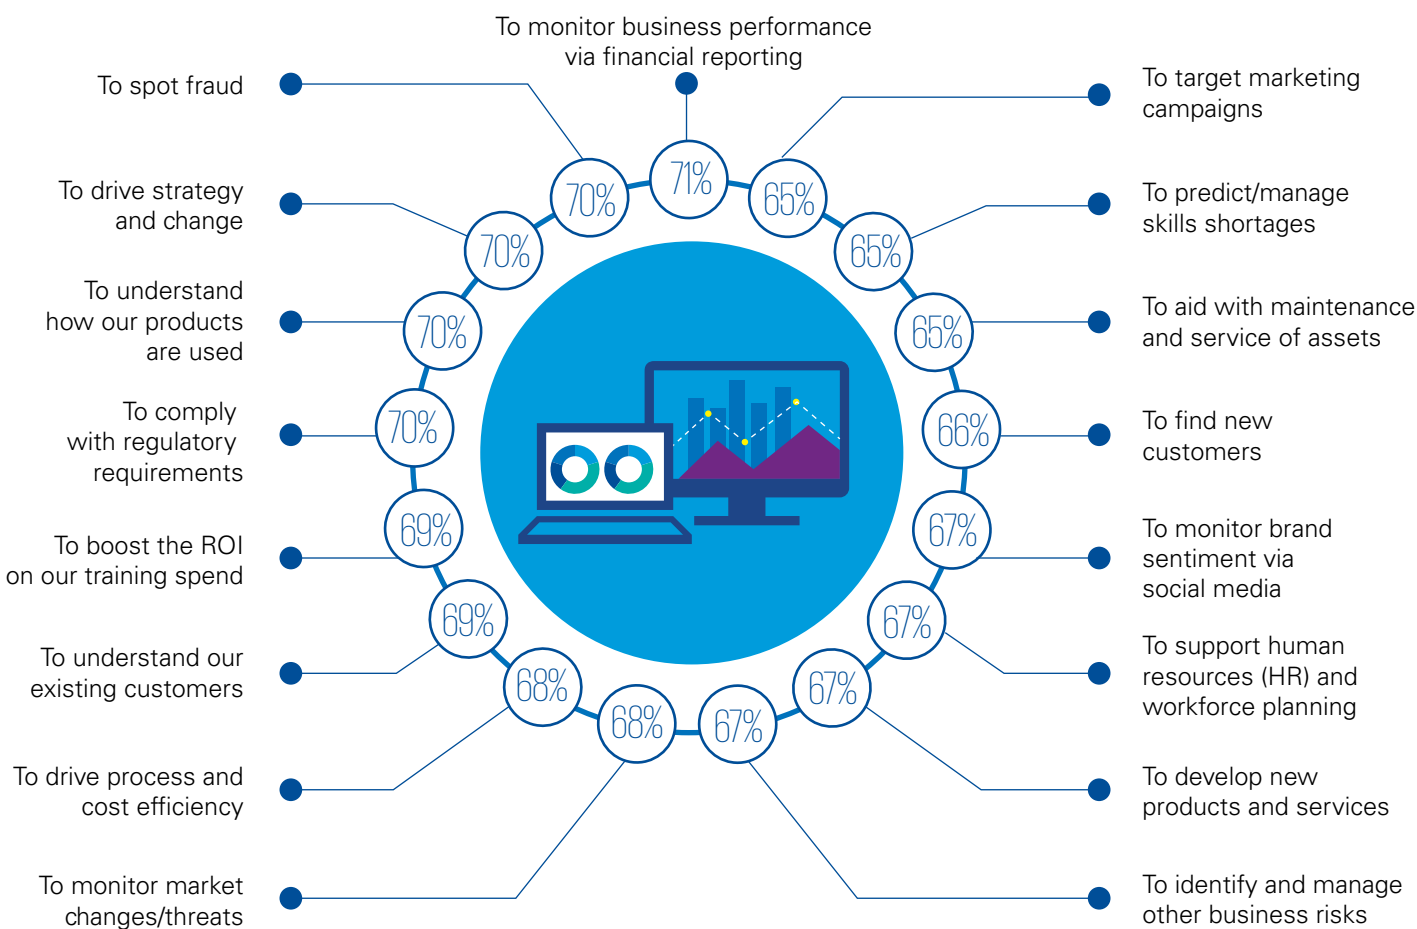 To monitor business performance
via financial reporting
71%
To spot fraud
70%
To drive strategy
and change
70%
To understand
how our products
are used
70%
To comply
with regulatory
requirements
70%
To boost the ROI
on our training spend
69%
To understand our
existing customers
69%
To drive process and
cost efficiency
68%
To monitor market
changes/threats
68%
To target marketing
campaigns
65%
To predict/manage
skills shortages
65%
To aid with maintenance
and service of assets
65%
To find new
customers
66%
To monitor brand
sentiment via
social media
67%
To support human
resources (HR) and
workforce planning
67%
To develop new
products and services
67%
To identify and manage
other business risks
67%